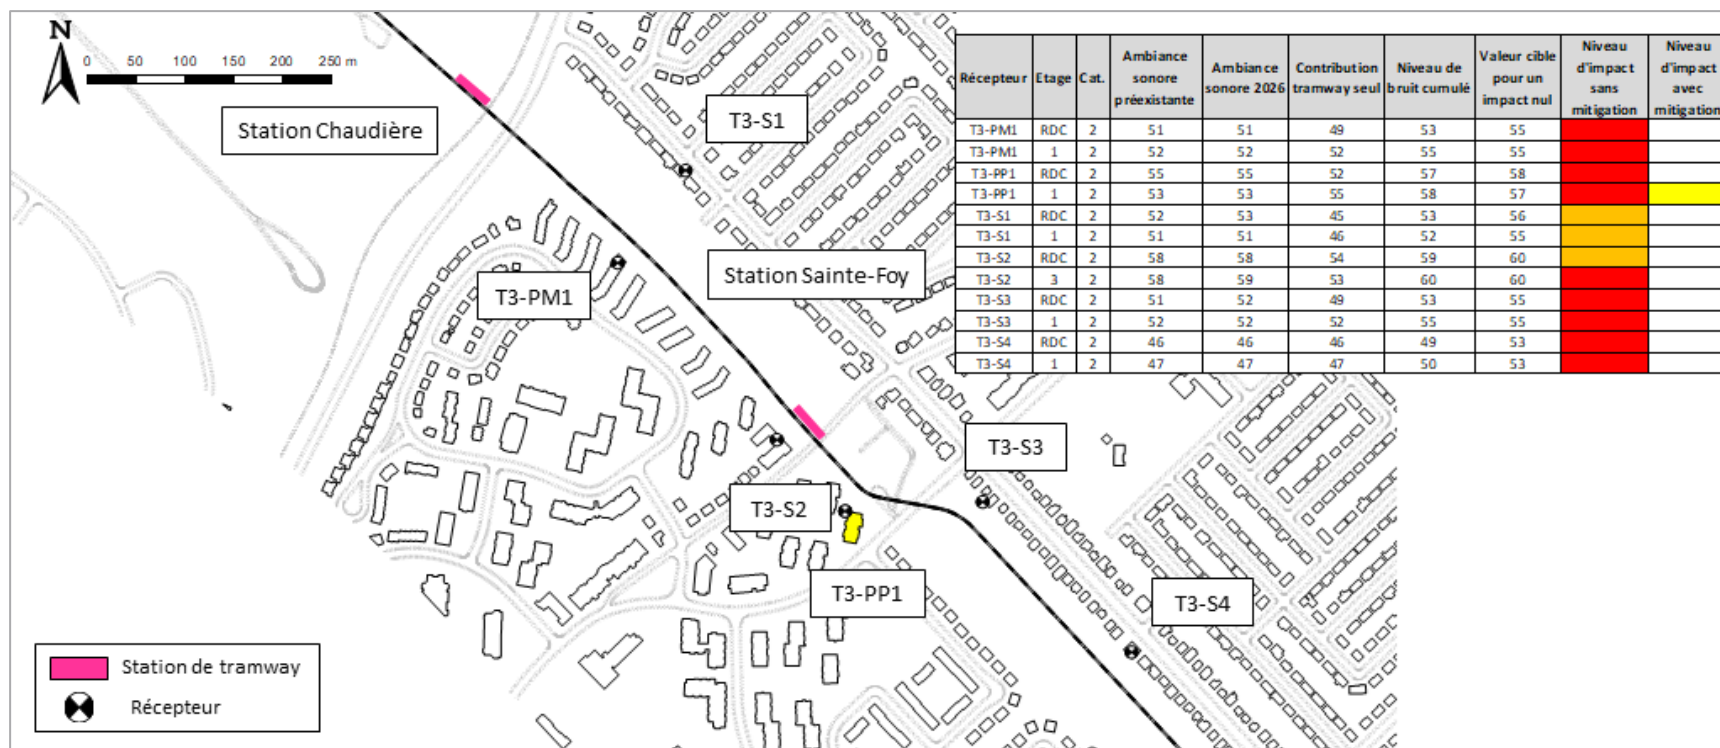 N
0 50 100 150 200 250 m
Station Chaudière
T3-S1
Station Sainte-Foy
T3-PM1
T3-S3
T3-S2
T3-PP1
T3-S4
Station de tramway
Récepteur
Récepteur Etage Cat. Ambiance sonore préexistante Ambiance sonore 2026 Contribution tramway seul Niveau de bruit cumulé Valeur cible pour un impact nul Niveau d'impact sans mitigation Niveau d'impact avec mitigation
T3-PM1 RDC 2 51 51 49 53 55
T3-PM1 1 2 52 52 52 55 55
T3-PP1 RDC 2 55 55 52 57 58
T3-PP1 1 2 53 53 55 58 57
T3-S1 RDC 2 52 53 45 53 56
T3-S1 1 2 51 51 46 52 55
T3-S2 RDC 2 58 58 54 59 60
T3-S2 3 2 58 59 53 60 60
T3-S3 RDC 2 51 52 49 53 55
T3-S3 1 2 52 52 52 55 55
T3-S4 RDC 2 46 46 46 49 53
T3-S4 1 2 47 47 47 50 53